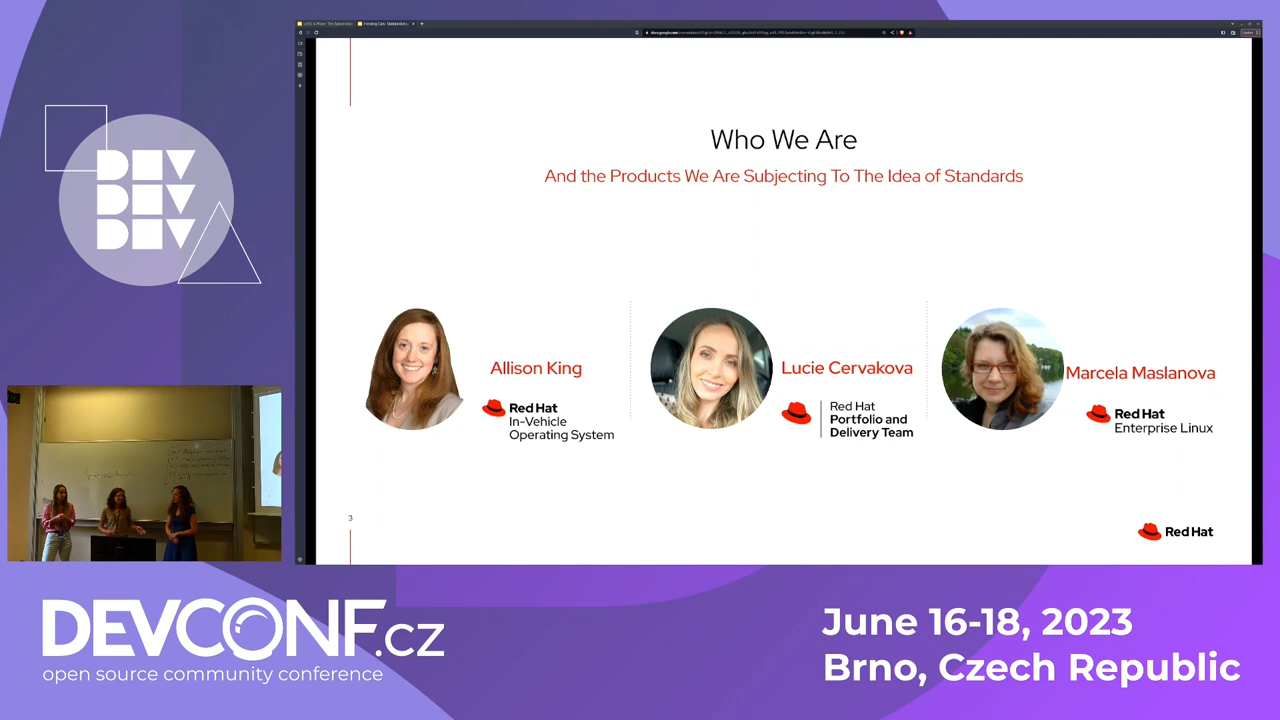 DEV
DEV
DEV
Who We Are
And the Products We Are Subjecting To The Idea of Standards
Allison King
Red Hat
In-Vehicle
Operating System
Lucie Cervakova
Red Hat
Portfolio and
Delivery Team
Marcela Maslanova
Red Hat
Enterprise Linux
3
Red Hat
DEVCONF.cz
open source community conference
June 16-18, 2023
Brno, Czech Republic